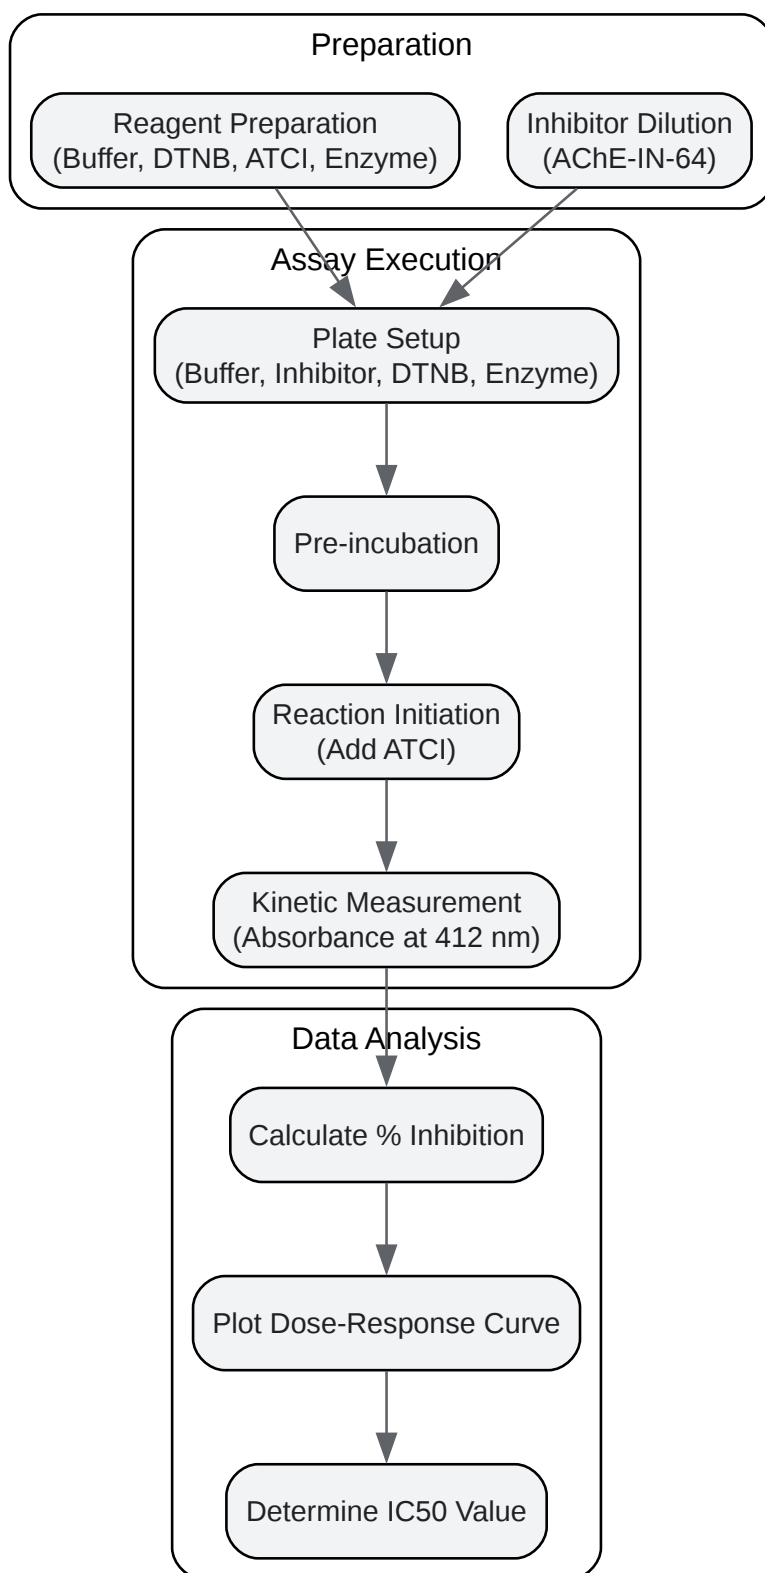 Preparation
Reagent Preparation
(Buffer, DTNB, ATCI, Enzyme)
Inhibitor Dilution
(AChE-IN-64)
Assay Execution
Plate Setup
(Buffer, Inhibitor, DTNB, Enzyme)
Pre-incubation
Reaction Initiation
(Add ATCI)
Kinetic Measurement
(Absorbance at 412 nm)
Data Analysis
Calculate % Inhibition
Plot Dose-Response Curve
Determine IC50 Value